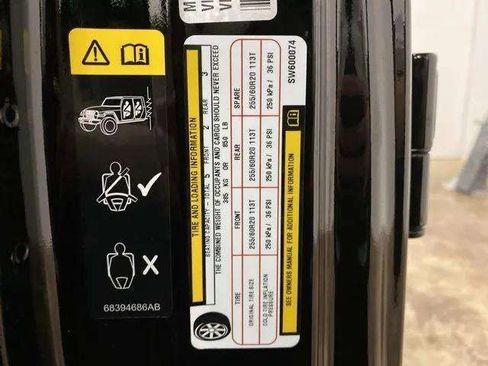 68394686AB
TIRE AND LOADING INFORMATION
SEATING CAPACITY - TOTAL 5 FRONT 2 REAR 3
THE COMBINED WEIGHT OF OCCUPANTS AND CARGO SHOULD NEVER EXCEED
385 KG OR 850 LB
TIRE FRONT REAR SPARE
ORIGINAL TIRE SIZE 255/60R20 113T 255/60R20 113T 255/60R20 113T
COLD TIRE INFLATION PRESSURE 250 kPa / 36 PSI 250 kPa / 36 PSI 250 kPa / 36 PSI
SEE OWNERS MANUAL FOR ADDITIONAL INFORMATION
SW600874